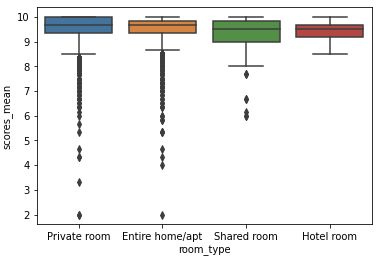 10
9
8
7
6
5
4
3
2
scores_mean
Private room
Entire home/apt
Shared room
Hotel room
room_type